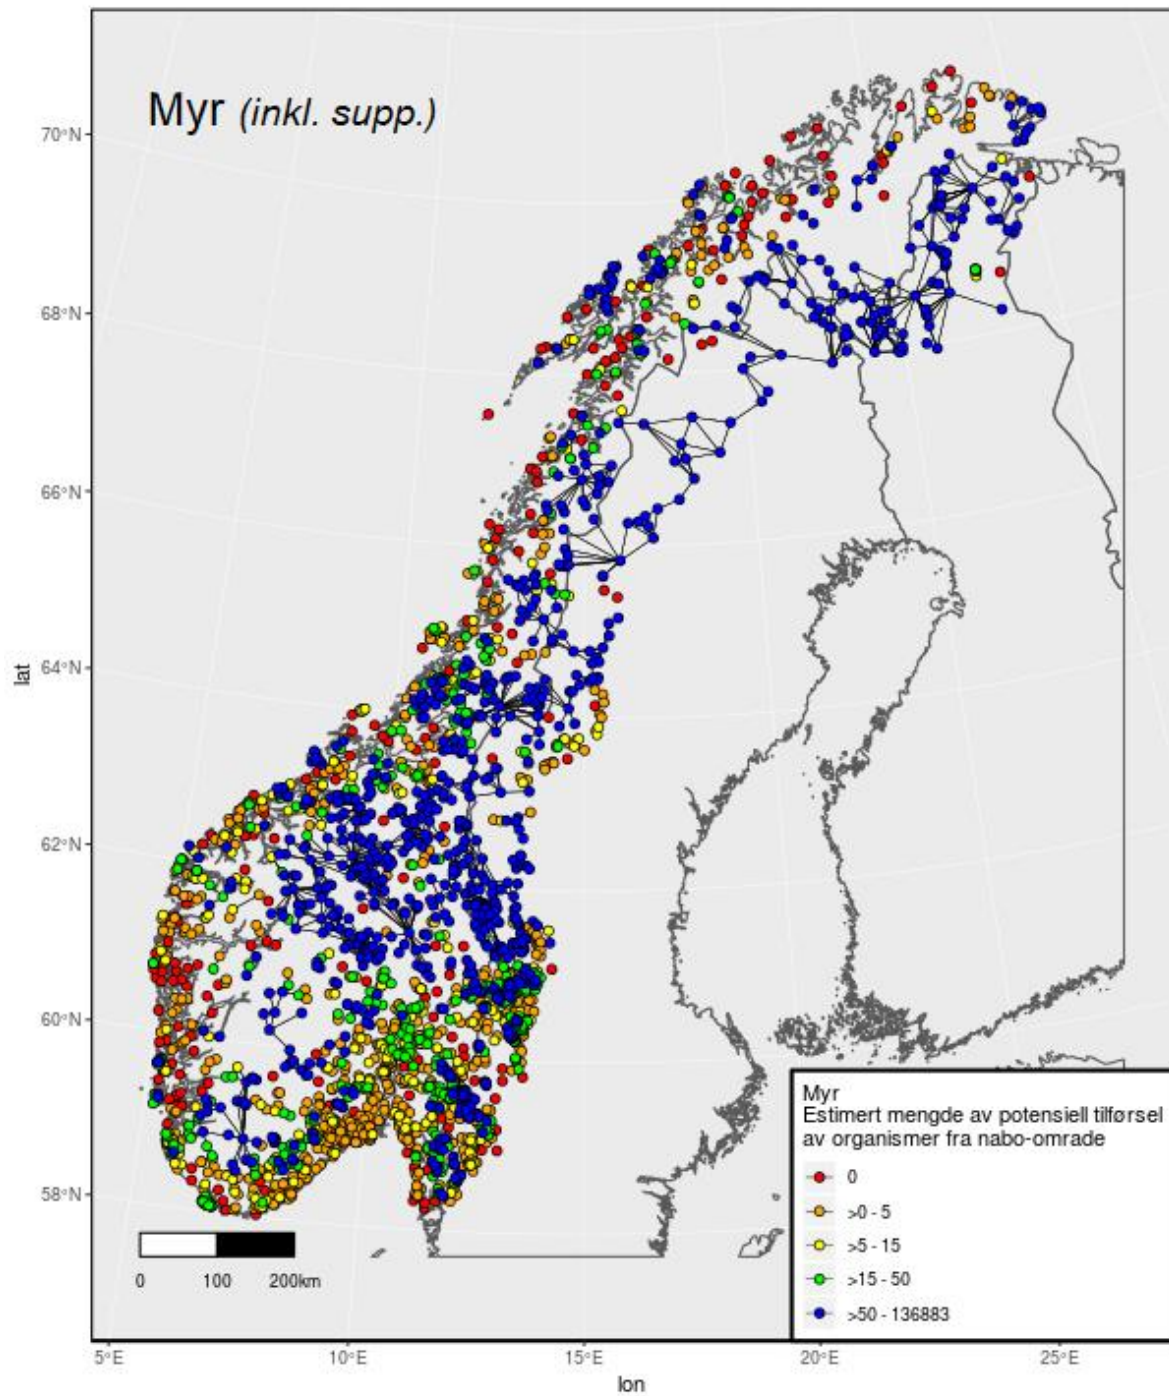 Myr (inkl. supp.)
70°N
68°N
66°N
64°N
62°N
60°N
58°N
lat
0
100
200km
Myr
Estimert mengde av potensiell tilførsel
av organismer fra nabo-omrade
0
>0 - 5
>5 - 15
>15 - 50
>50 - 136883
5°E
10°E
15°E
20°E
25°E
lon